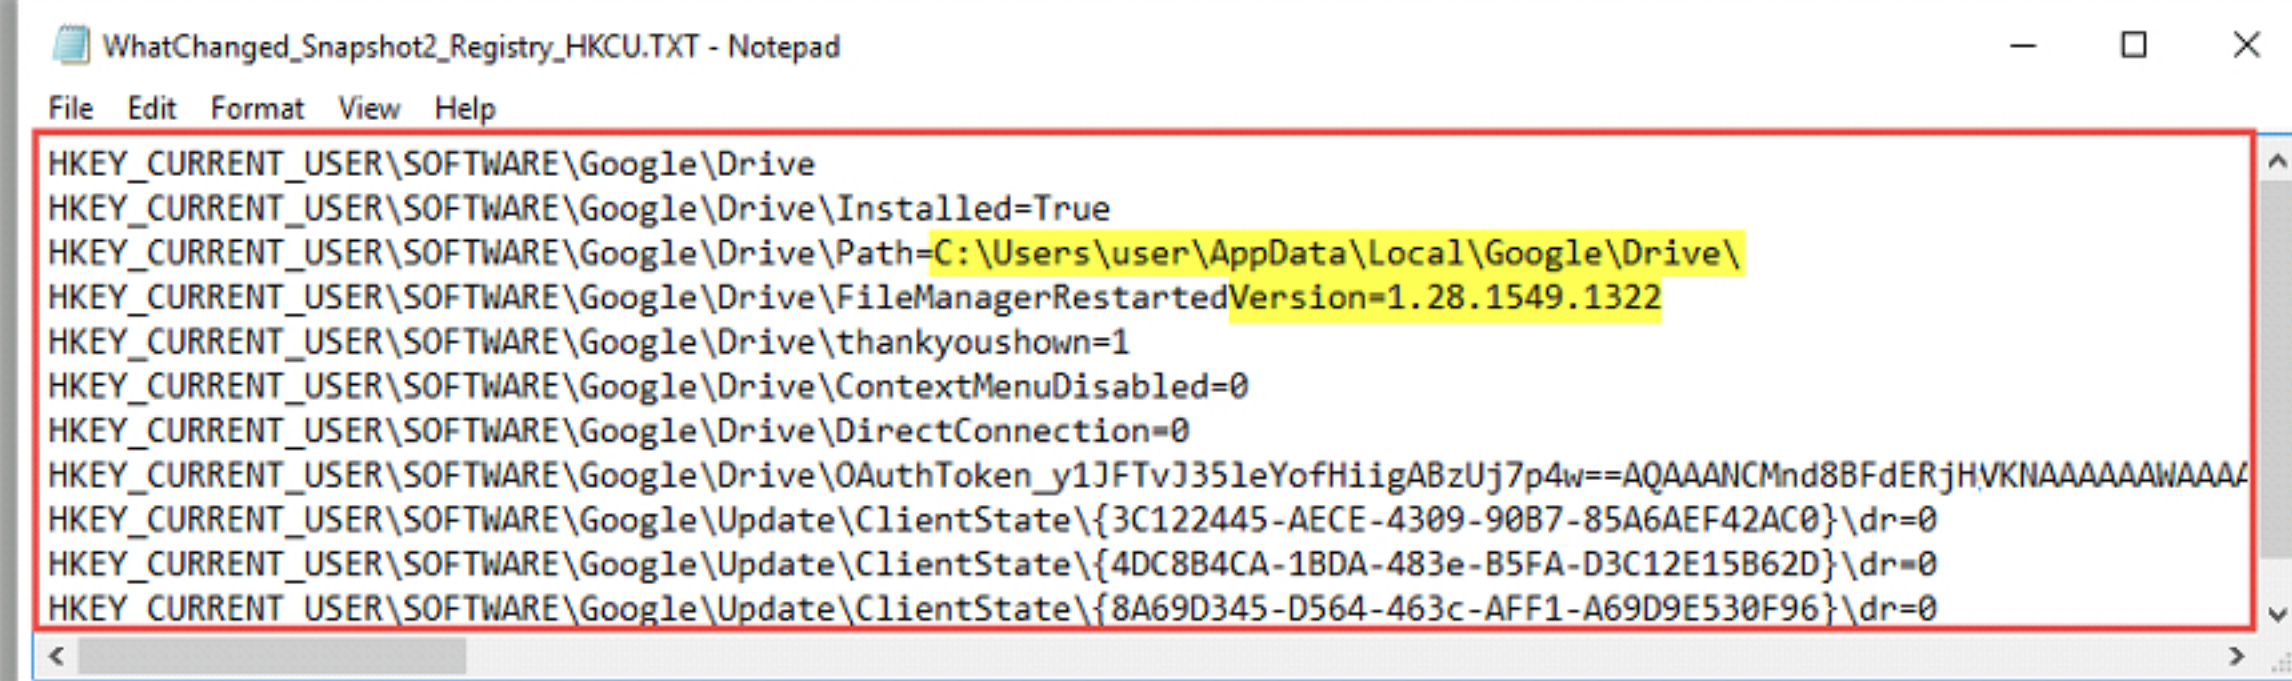 WhatChanged_Snapshot2_Registry_HKCU.TXT - Notepad
File Edit Format View Help
HKEY_CURRENT_USER\SOFTWARE\Google\Drive
HKEY_CURRENT_USER\SOFTWARE\Google\Drive\Installed=True
HKEY_CURRENT_USER\SOFTWARE\Google\Drive\Path=C:\Users\user\AppData\Local\Google\Drive\
HKEY_CURRENT_USER\SOFTWARE\Google\Drive\FileManagerRestartedVersion=1.28.1549.1322
HKEY_CURRENT_USER\SOFTWARE\Google\Drive\thankyoushown=1
HKEY_CURRENT_USER\SOFTWARE\Google\Drive\ContextMenuDisabled=0
HKEY_CURRENT_USER\SOFTWARE\Google\Drive\DirectConnection=0
HKEY_CURRENT_USER\SOFTWARE\Google\Drive\OAuthToken_y1JFTvJ35leYofHiigABzUj7p4w==AQAAANCMnd8BFdERjHVKNAAAAAAWAAAA
HKEY_CURRENT_USER\SOFTWARE\Google\Update\ClientState\{3C122445-AECE-4309-90B7-85A6AEF42AC0}\dr=0
HKEY_CURRENT_USER\SOFTWARE\Google\Update\ClientState\{4DC8B4CA-1BDA-483e-B5FA-D3C12E15B62D}\dr=0
HKEY_CURRENT_USER\SOFTWARE\Google\Update\ClientState\{8A69D345-D564-463c-AFF1-A69D9E530F96}\dr=0